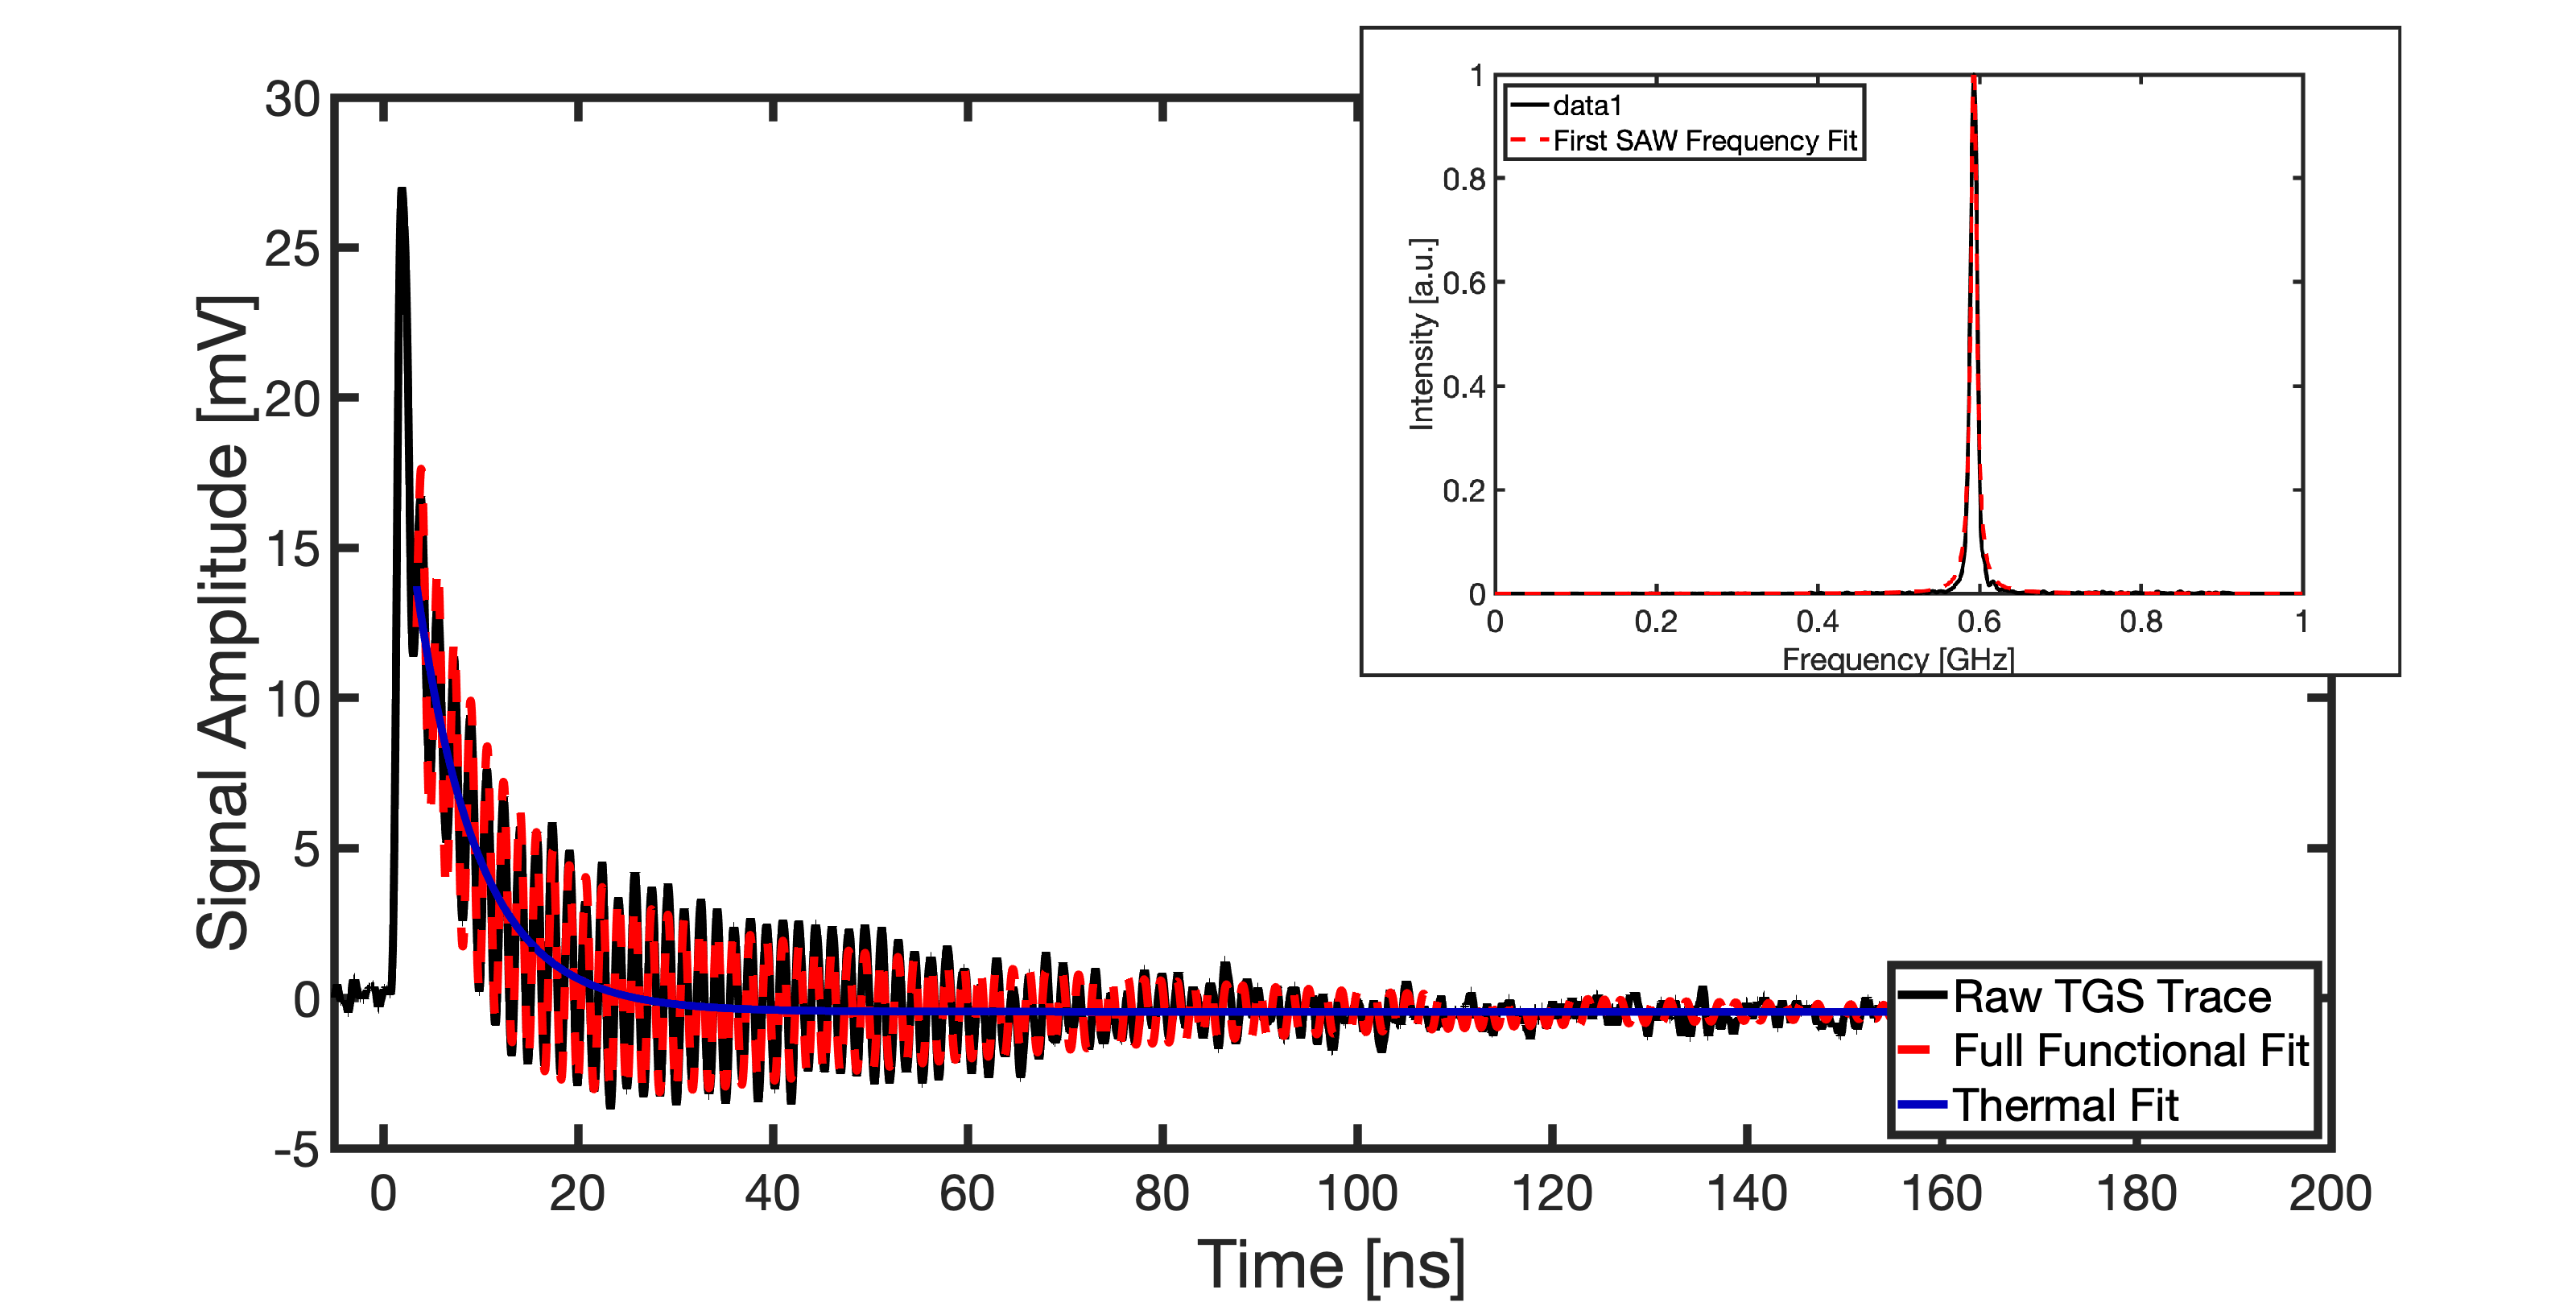 30
25
20
15
10
5
0
-5
Signal Amplitude [mV]
0 20 40 60 80 100 120 140 160 180 200
Time [ns]
Raw TGS Trace
Full Functional Fit
Thermal Fit
1
0.8
0.6
0.4
0.2
0
Intensity [a.u.]
data1
First SAW Frequency Fit
0 0.2 0.4 0.6 0.8 1
Frequency [GHz]